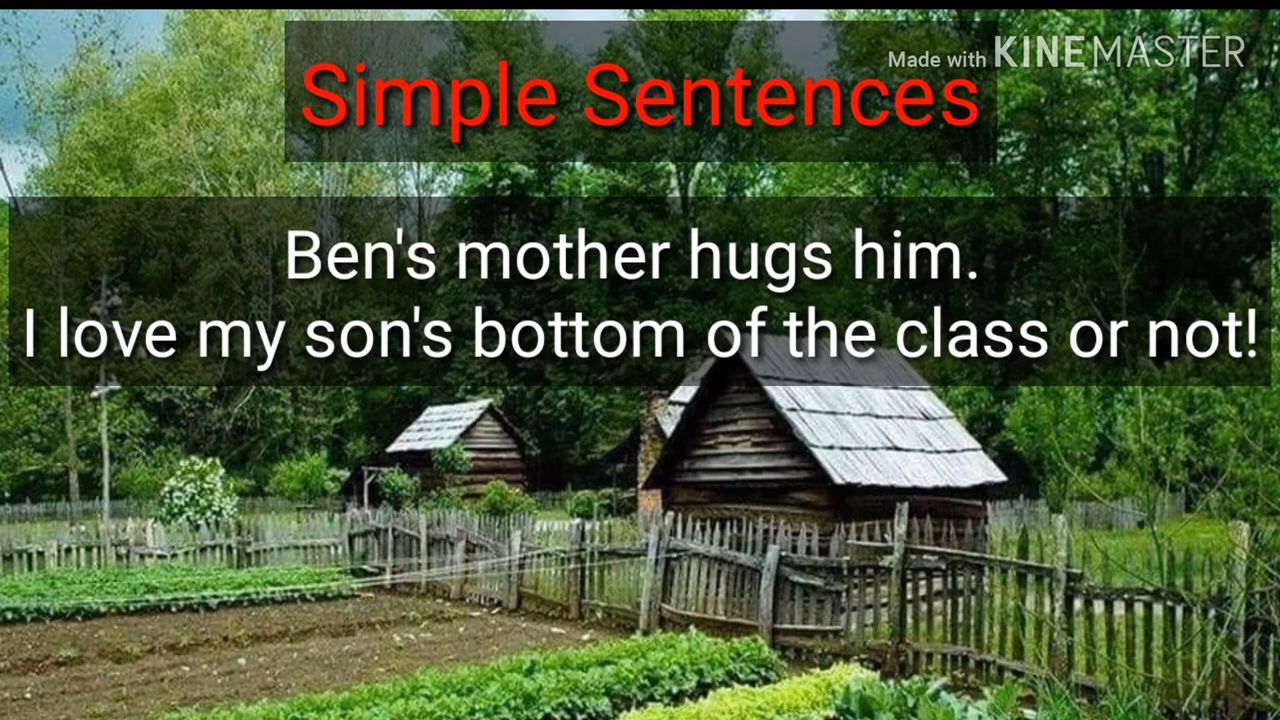 Made with KINEMASTER
Simple Sentences
Ben's mother hugs him.
I love my son's bottom of the class or not!